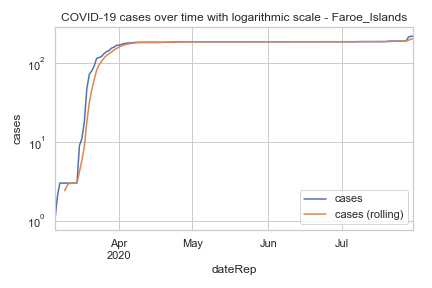 COVID-19 cases over time with logarithmic scale - Faroe_Islands
cases
10²
10¹
10⁰
cases
cases (rolling)
Apr
2020
May
Jun
Jul
dateRep